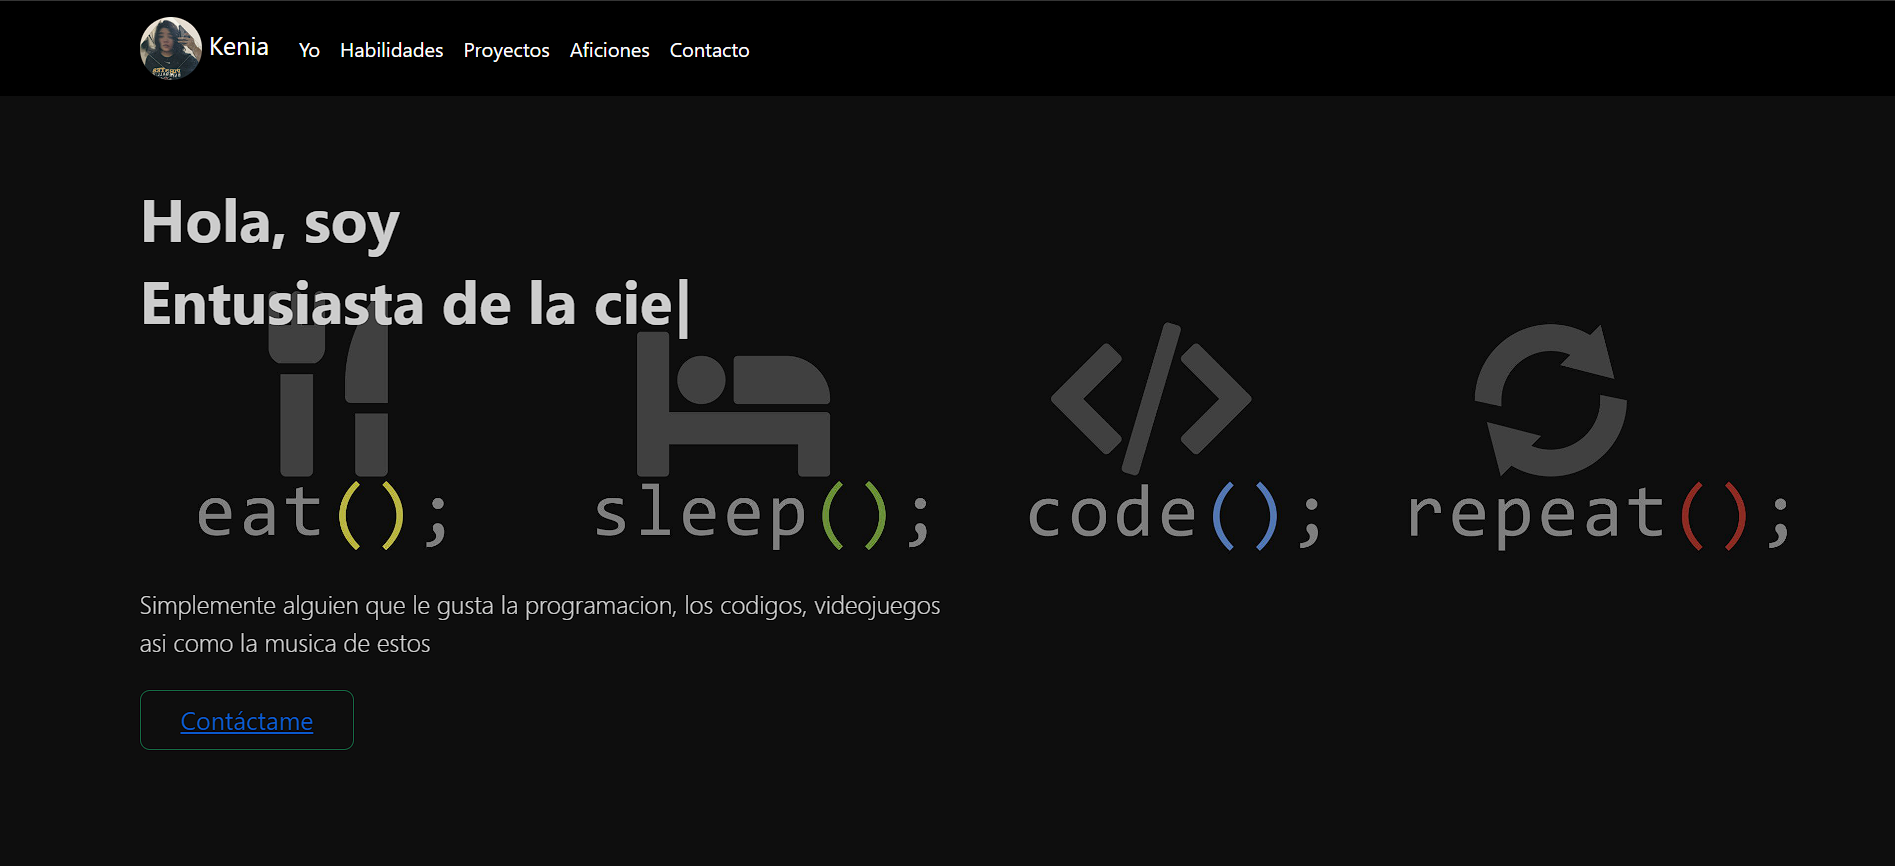 Kenia Yo Habilidades Proyectos Aficiones Contacto
Hola, soy
Entusiasta de la cie|
eat(); sleep(); code(); repeat();
Simplemente alguien que le gusta la programacion, los codigos, videojuegos
asi como la musica de estos
Contáctame